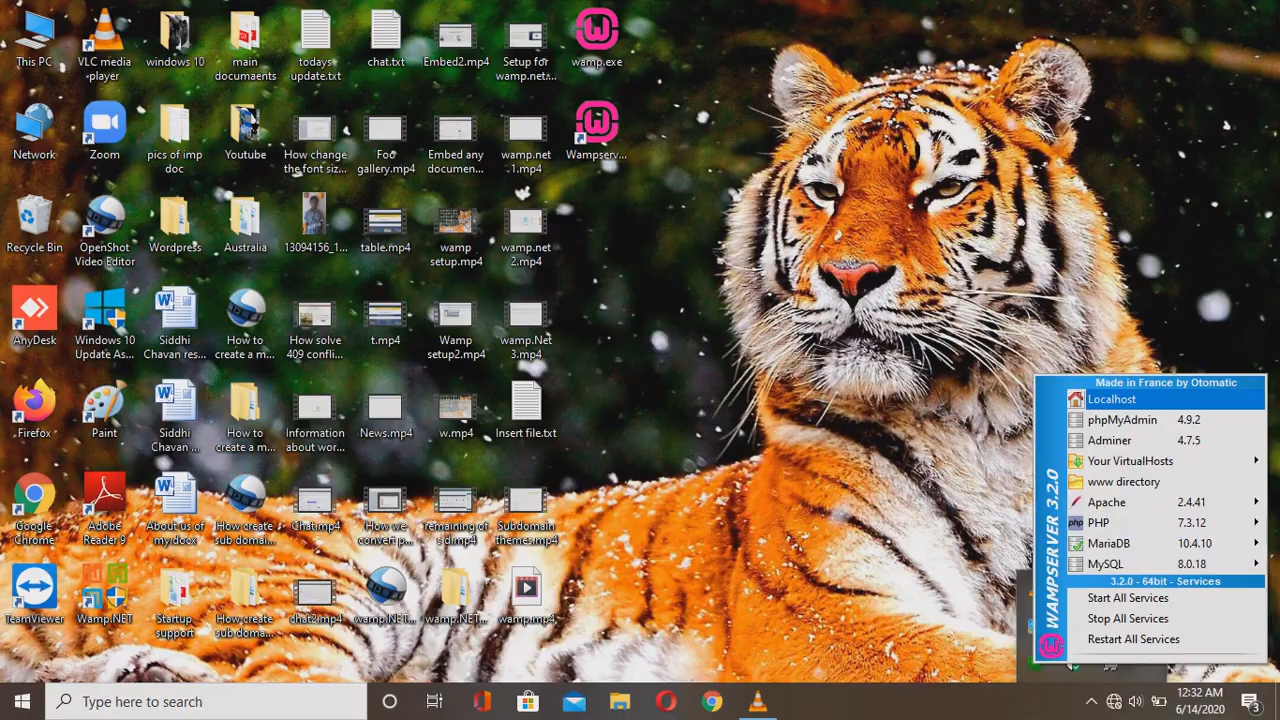 This PC
VLC media
player
windows 10
main
documaents
todays
update.txt
chat.txt
Embed2.mp4
Setup for
wamp.net...
wamp.exe
Network
Zoom
pics of imp
doc
Youtube
How change
the font siz...
Foo
gallery.mp4
Embed any
documen...
wamp.net
.1.mp4
Wampserv...
Recycle Bin
OpenShot
Video Editor
Wordpress
Australia
13094156_1...
table.mp4
wamp
setup.mp4
wamp.net
2.mp4
AnyDesk
Windows 10
Update As...
Siddhi
Chavan res...
How to
create a m...
How solve
409 confli...
t.mp4
Wamp
setup2.mp4
wamp.Net
3.mp4
Firefox
Paint
Siddhi
Chavan ...
How to
create a m...
Information
about wor...
News.mp4
w.mp4
Insert file.txt
Google
Chrome
Adobe
Reader 9
About us of
my.docx
How create
sub domai...
Chat.mp4
How we
convert p...
remaining of
s d.mp4
Subdomain
themes.mp4
TeamViewer
Wamp.NET
Startup
support
How create
sub doma...
chat2.mp4
wamp.NET...
wamp.NET...
wamp.mp4
WAMPSERVER 3.2.0
Made in France by Otomatic
Localhost
phpMyAdmin 4.9.2
Adminer 4.7.5
Your VirtualHosts
www directory
Apache 2.4.41
php PHP 7.3.12
MariaDB 10.4.10
MySQL 8.0.18
3.2.0 - 64bit - Services
Start All Services
Stop All Services
Restart All Services
Type here to search
12:32 AM
6/14/2020
3